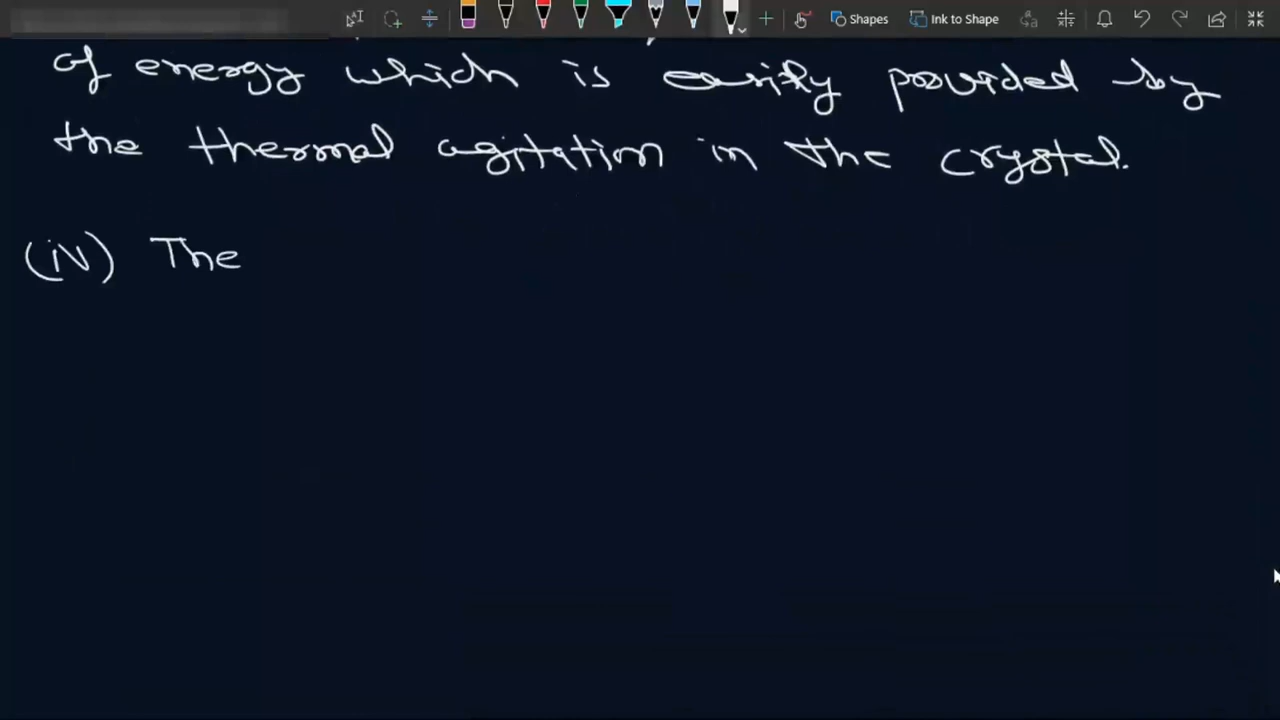 Shapes Ink to Shape
of energy which is easily provided by
the thermal agitation in the crystal.
(iv) The